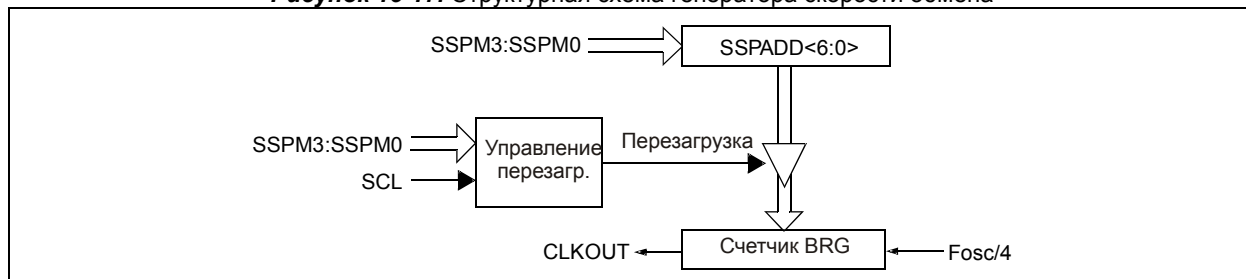 SSPM3:SSPM0
SSPADD<6:0>
SSPM3:SSPM0
SCL
Управление
перезагр.
Перезагрузка
CLKOUT
Счетчик BRG
Fosc/4